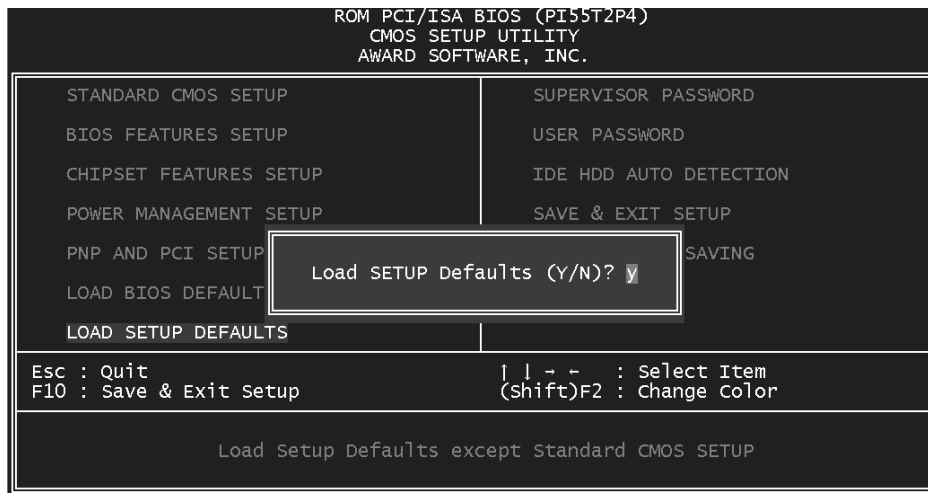 ROM PCI/ISA BIOS (PI55T2P4)
CMOS SETUP UTILITY
AWARD SOFTWARE, INC.
STANDARD CMOS SETUP
BIOS FEATURES SETUP
CHIPSET FEATURES SETUP
POWER MANAGEMENT SETUP
PNP AND PCI SETUP
LOAD BIOS DEFAULT
LOAD SETUP DEFAULTS
SUPERVISOR PASSWORD
USER PASSWORD
IDE HDD AUTO DETECTION
SAVE & EXIT SETUP
SAVING
Load SETUP Defaults (Y/N)? y
Esc : Quit
F10 : Save & Exit Setup
↑ ↓ → ← : Select Item
(Shift)F2 : Change Color
Load Setup Defaults except Standard CMOS SETUP